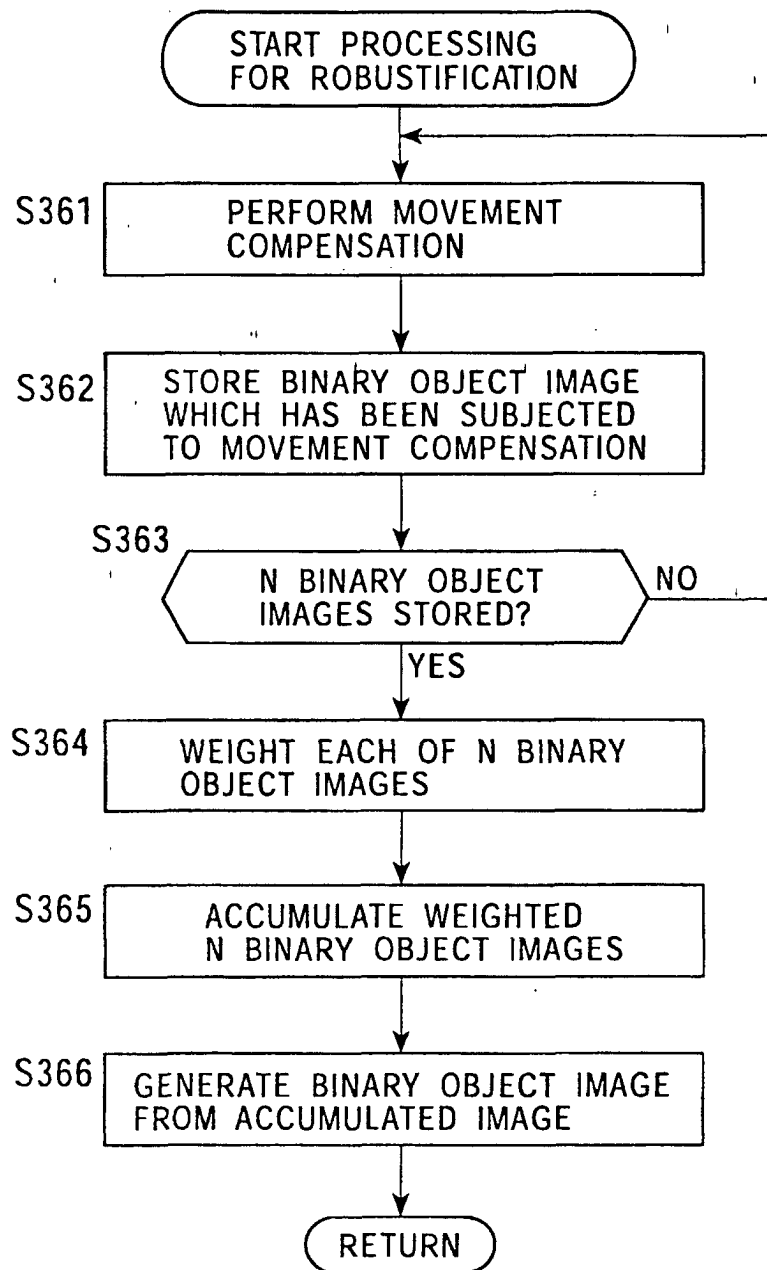 START PROCESSING
FOR ROBUSTIFICATION
S361
PERFORM MOVEMENT
COMPENSATION
S362
STORE BINARY OBJECT IMAGE
WHICH HAS BEEN SUBJECTED
TO MOVEMENT COMPENSATION
S363
N BINARY OBJECT
IMAGES STORED?
NO
YES
S364
WEIGHT EACH OF N BINARY
OBJECT IMAGES
S365
ACCUMULATE WEIGHTED
N BINARY OBJECT IMAGES
S366
GENERATE BINARY OBJECT IMAGE
FROM ACCUMULATED IMAGE
RETURN